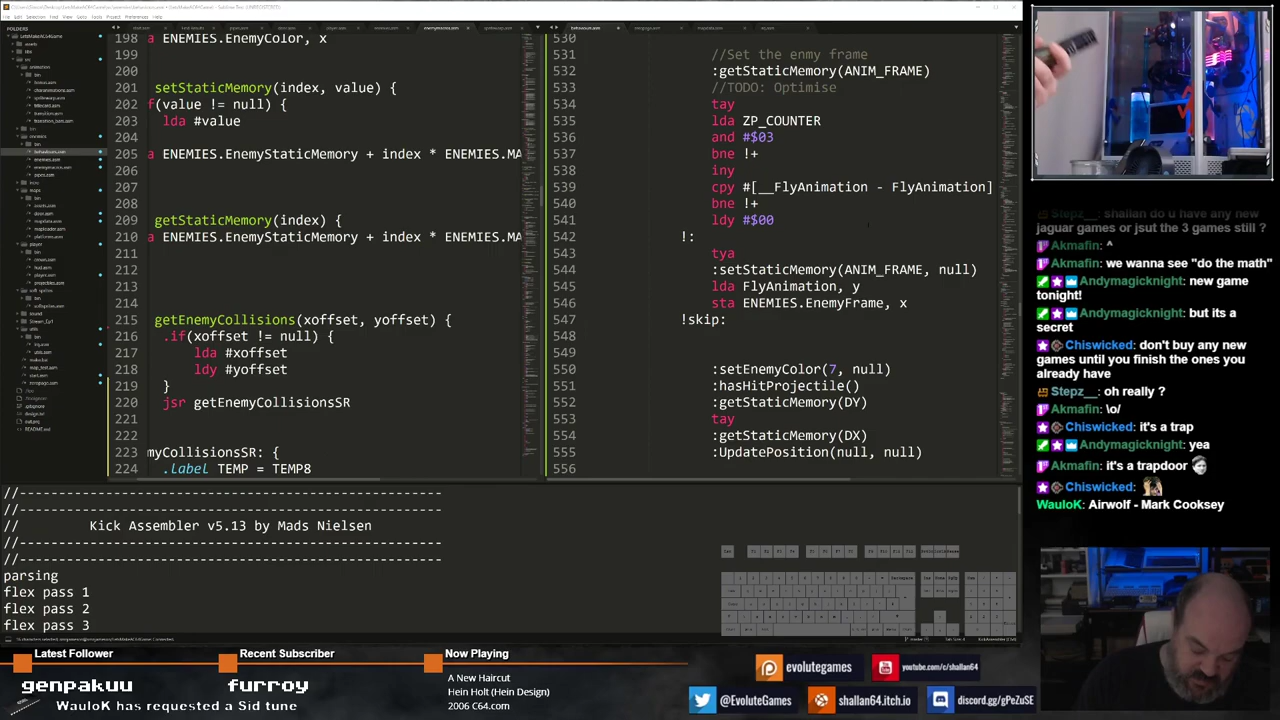 FOLDERS
198 a ENEMIES.EnemyColor, x
199
200
201 setStaticMemory(index, value) {
202 f(value != null) {
203 lda #value
204
205 a ENEMIES.EnemyStaticMemory + index * ENEMIES.MA
206
207
208
209 getStaticMemory(index) {
210 a ENEMIES.EnemyStaticMemory + index * ENEMIES.MA
211
212
213
214
215 getEnemyCollisions(xoffset, yoffset) {
216 .if(xoffset != null) {
217 lda #xoffset
218 ldy #yoffset
219 }
220 jsr getEnemyCollisionsSR
221
222
223 myCollisionsSR: {
224 .label TEMP = TEMP8
530
531 //Set the enmy frame
532 :getStaticMemory(ANIM_FRAME)
533 //TODO: Optimise
534 tay
535 lda ZP_COUNTER
536 and #$03
537 bne !+
538 iny
539 cpy #[__FlyAnimation - FlyAnimation]
540 bne !+
541 ldy #$00
542 !:
543 tya
544 :setStaticMemory(ANIM_FRAME, null)
545 lda FlyAnimation, y
546 sta ENEMIES.EnemyFrame, x
547 !skip:
548
549
550 :setEnemyColor(7, null)
551 :hasHitProjectile()
552 :getStaticMemory(DY)
553 tay
554 :getStaticMemory(DX)
555 :UpdatePosition(null, null)
556
//------------------------------------------------------
//------------------------------------------------------
// Kick Assembler v5.13 by Mads Nielsen
//------------------------------------------------------
//------------------------------------------------------
parsing
flex pass 1
flex pass 2
flex pass 3
Stepz__: shallan do u have any new jaguar games or jsut the 3 games still ?
Akmafin: ^
Akmafin: we wanna see "do the math"
Andymagicknight: new game tonight!
Andymagicknight: but its a secret
Chiswicked: don't buy any new games until you finish the ones you already have
Stepz__: oh really ?
Akmafin: \o/
Chiswicked: it's a trap
Andymagicknight: yea
Akmafin: it's a trapdoor
Chiswicked:
WauloK: Airwolf - Mark Cooksey
Latest Follower
genpakuu
Recent Subscriber
furroy
WauloK has requested a Sid tune
Now Playing
A New Haircut
Hein Holt (Hein Design)
2006 C64.com
evolutegames
youtube.com/c/shallan64
@EvoluteGames
shallan64.itch.io
discord.gg/gPeZuSE